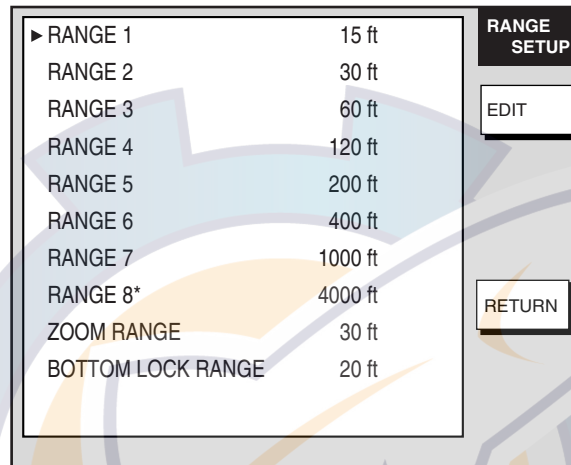 ▶RANGE 1 15 ft
RANGE 2 30 ft
RANGE 3 60 ft
RANGE 4 120 ft
RANGE 5 200 ft
RANGE 6 400 ft
RANGE 7 1000 ft
RANGE 8* 4000 ft
ZOOM RANGE 30 ft
BOTTOM LOCK RANGE 20 ft
RANGE
SETUP
EDIT
RETURN